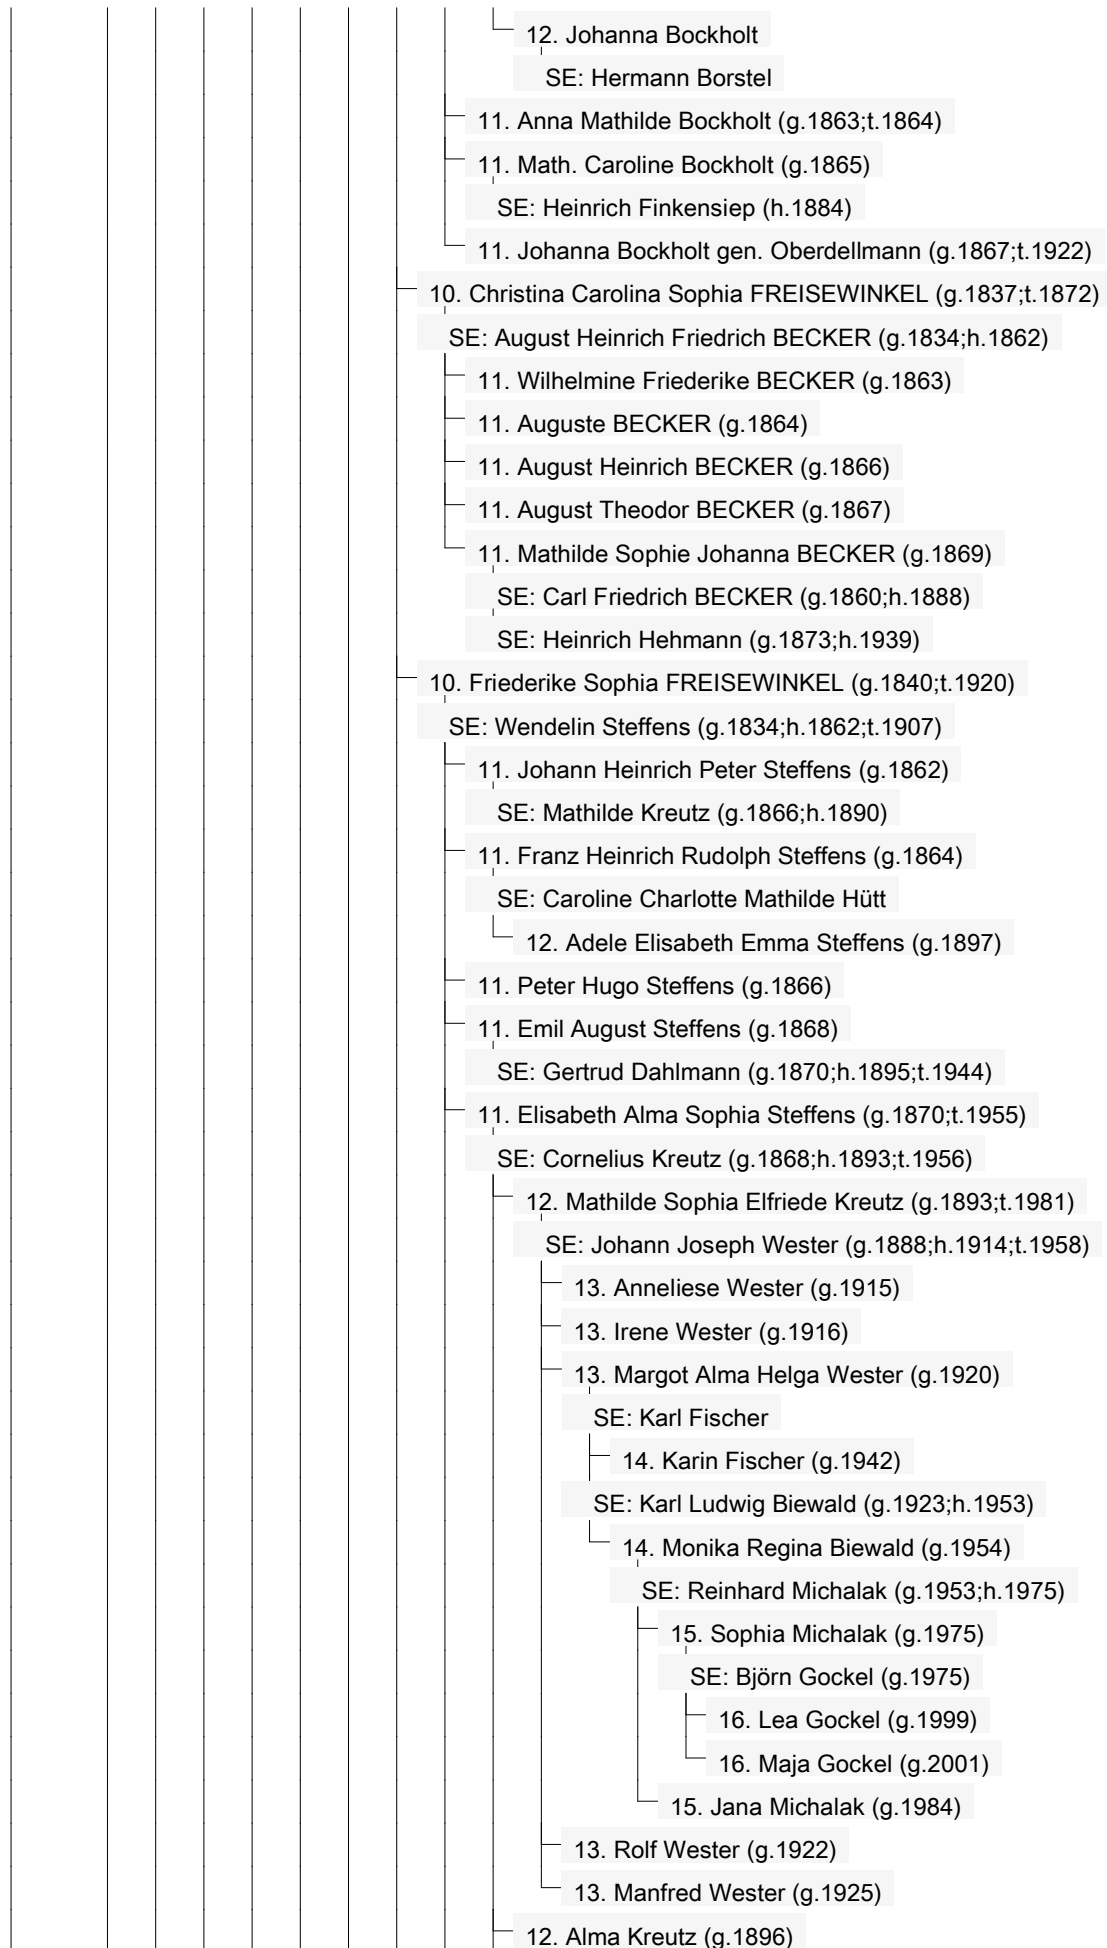 12. Johanna Bockholt
SE: Hermann Borstel
11. Anna Mathilde Bockholt (g.1863;t.1864)
11. Math. Caroline Bockholt (g.1865)
SE: Heinrich Finkensiep (h.1884)
11. Johanna Bockholt gen. Oberdellmann (g.1867;t.1922)
10. Christina Carolina Sophia FREISEWINKEL (g.1837;t.1872)
SE: August Heinrich Friedrich BECKER (g.1834;h.1862)
11. Wilhelmine Friederike BECKER (g.1863)
11. Auguste BECKER (g.1864)
11. August Heinrich BECKER (g.1866)
11. August Theodor BECKER (g.1867)
11. Mathilde Sophie Johanna BECKER (g.1869)
SE: Carl Friedrich BECKER (g.1860;h.1888)
SE: Heinrich Hehmann (g.1873;h.1939)
10. Friederike Sophia FREISEWINKEL (g.1840;t.1920)
SE: Wendelin Steffens (g.1834;h.1862;t.1907)
11. Johann Heinrich Peter Steffens (g.1862)
SE: Mathilde Kreutz (g.1866;h.1890)
11. Franz Heinrich Rudolph Steffens (g.1864)
SE: Caroline Charlotte Mathilde Hütt
12. Adele Elisabeth Emma Steffens (g.1897)
11. Peter Hugo Steffens (g.1866)
11. Emil August Steffens (g.1868)
SE: Gertrud Dahlmann (g.1870;h.1895;t.1944)
11. Elisabeth Alma Sophia Steffens (g.1870;t.1955)
SE: Cornelius Kreutz (g.1868;h.1893;t.1956)
12. Mathilde Sophia Elfriede Kreutz (g.1893;t.1981)
SE: Johann Joseph Wester (g.1888;h.1914;t.1958)
13. Anneliese Wester (g.1915)
13. Irene Wester (g.1916)
13. Margot Alma Helga Wester (g.1920)
SE: Karl Fischer
14. Karin Fischer (g.1942)
SE: Karl Ludwig Biewald (g.1923;h.1953)
14. Monika Regina Biewald (g.1954)
SE: Reinhard Michalak (g.1953;h.1975)
15. Sophia Michalak (g.1975)
SE: Björn Gockel (g.1975)
16. Lea Gockel (g.1999)
16. Maja Gockel (g.2001)
15. Jana Michalak (g.1984)
13. Rolf Wester (g.1922)
13. Manfred Wester (g.1925)
12. Alma Kreutz (g.1896)